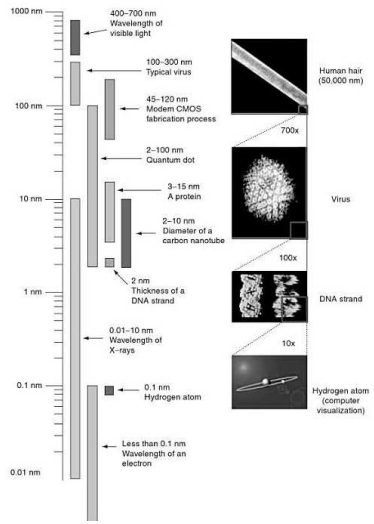 1000 nm
400–700 nm
Wavelength of
visible light
100–300 nm
Typical virus
100 nm
45–120 nm
Modern CMOS
fabrication process
2–100 nm
Quantum dot
3–15 nm
A protein
10 nm
2–10 nm
Diameter of a
carbon nanotube
2 nm
Thickness of a
DNA strand
1 nm
0.01–10 nm
Wavelength of
X–rays
0.1 nm
0.1 nm
Hydrogen atom
Less than 0.1 nm
Wavelength of an
electron
0.01 nm
Human hair
(50,000 nm)
700x
Virus
100x
DNA strand
10x
Hydrogen atom
(computer
visualization)